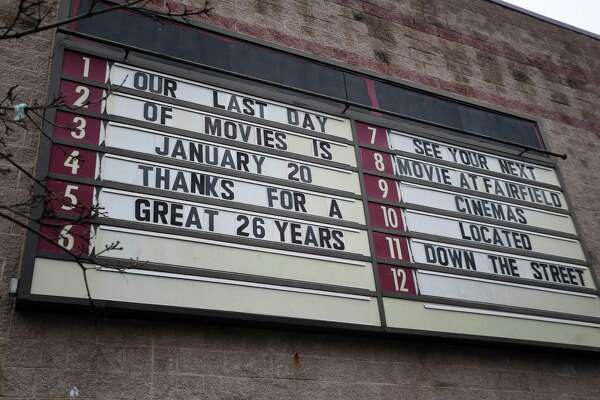 1 OUR LAST DAY
2 OF MOVIES IS
3 JANUARY 20
4 THANKS FOR A
5 GREAT 26 YEARS
6
7 SEE YOUR NEXT
8 MOVIE AT FAIRFIELD
9 CINEMAS
10 LOCATED
11 DOWN THE STREET
12